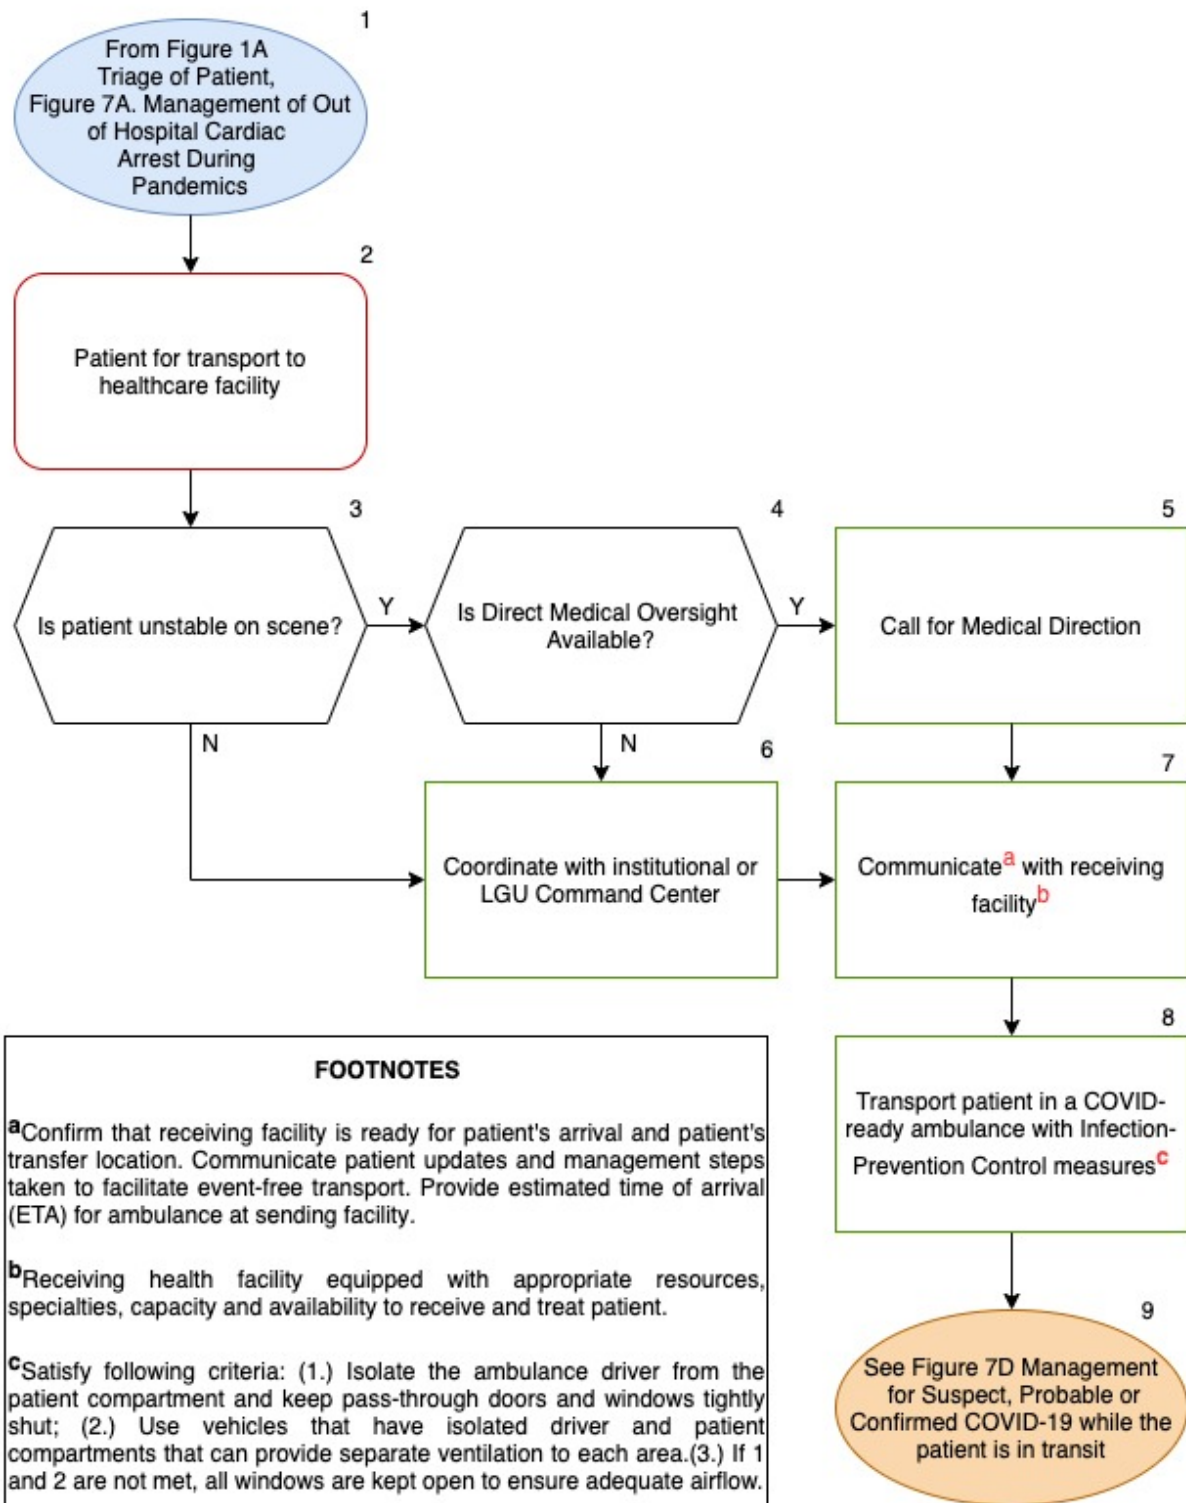 1
From Figure 1A
Triage of Patient,
Figure 7A. Management of Out
of Hospital Cardiac
Arrest During
Pandemics
2
Patient for transport to
healthcare facility
3
Is patient unstable on scene?
Y
4
Is Direct Medical Oversight
Available?
Y
5
Call for Medical Direction
N
N
6
Coordinate with institutional or
LGU Command Center
7
Communicate a with receiving
facility b
8
Transport patient in a COVID-
ready ambulance with Infection-
Prevention Control measures c
9
See Figure 7D Management
for Suspect, Probable or
Confirmed COVID-19 while the
patient is in transit
FOOTNOTES
a Confirm that receiving facility is ready for patient's arrival and patient's
transfer location. Communicate patient updates and management steps
taken to facilitate event-free transport. Provide estimated time of arrival
(ETA) for ambulance at sending facility.
b Receiving health facility equipped with appropriate resources,
specialties, capacity and availability to receive and treat patient.
c Satisfy following criteria: (1.) Isolate the ambulance driver from the
patient compartment and keep pass-through doors and windows tightly
shut; (2.) Use vehicles that have isolated driver and patient
compartments that can provide separate ventilation to each area.(3.) If 1
and 2 are not met, all windows are kept open to ensure adequate airflow.